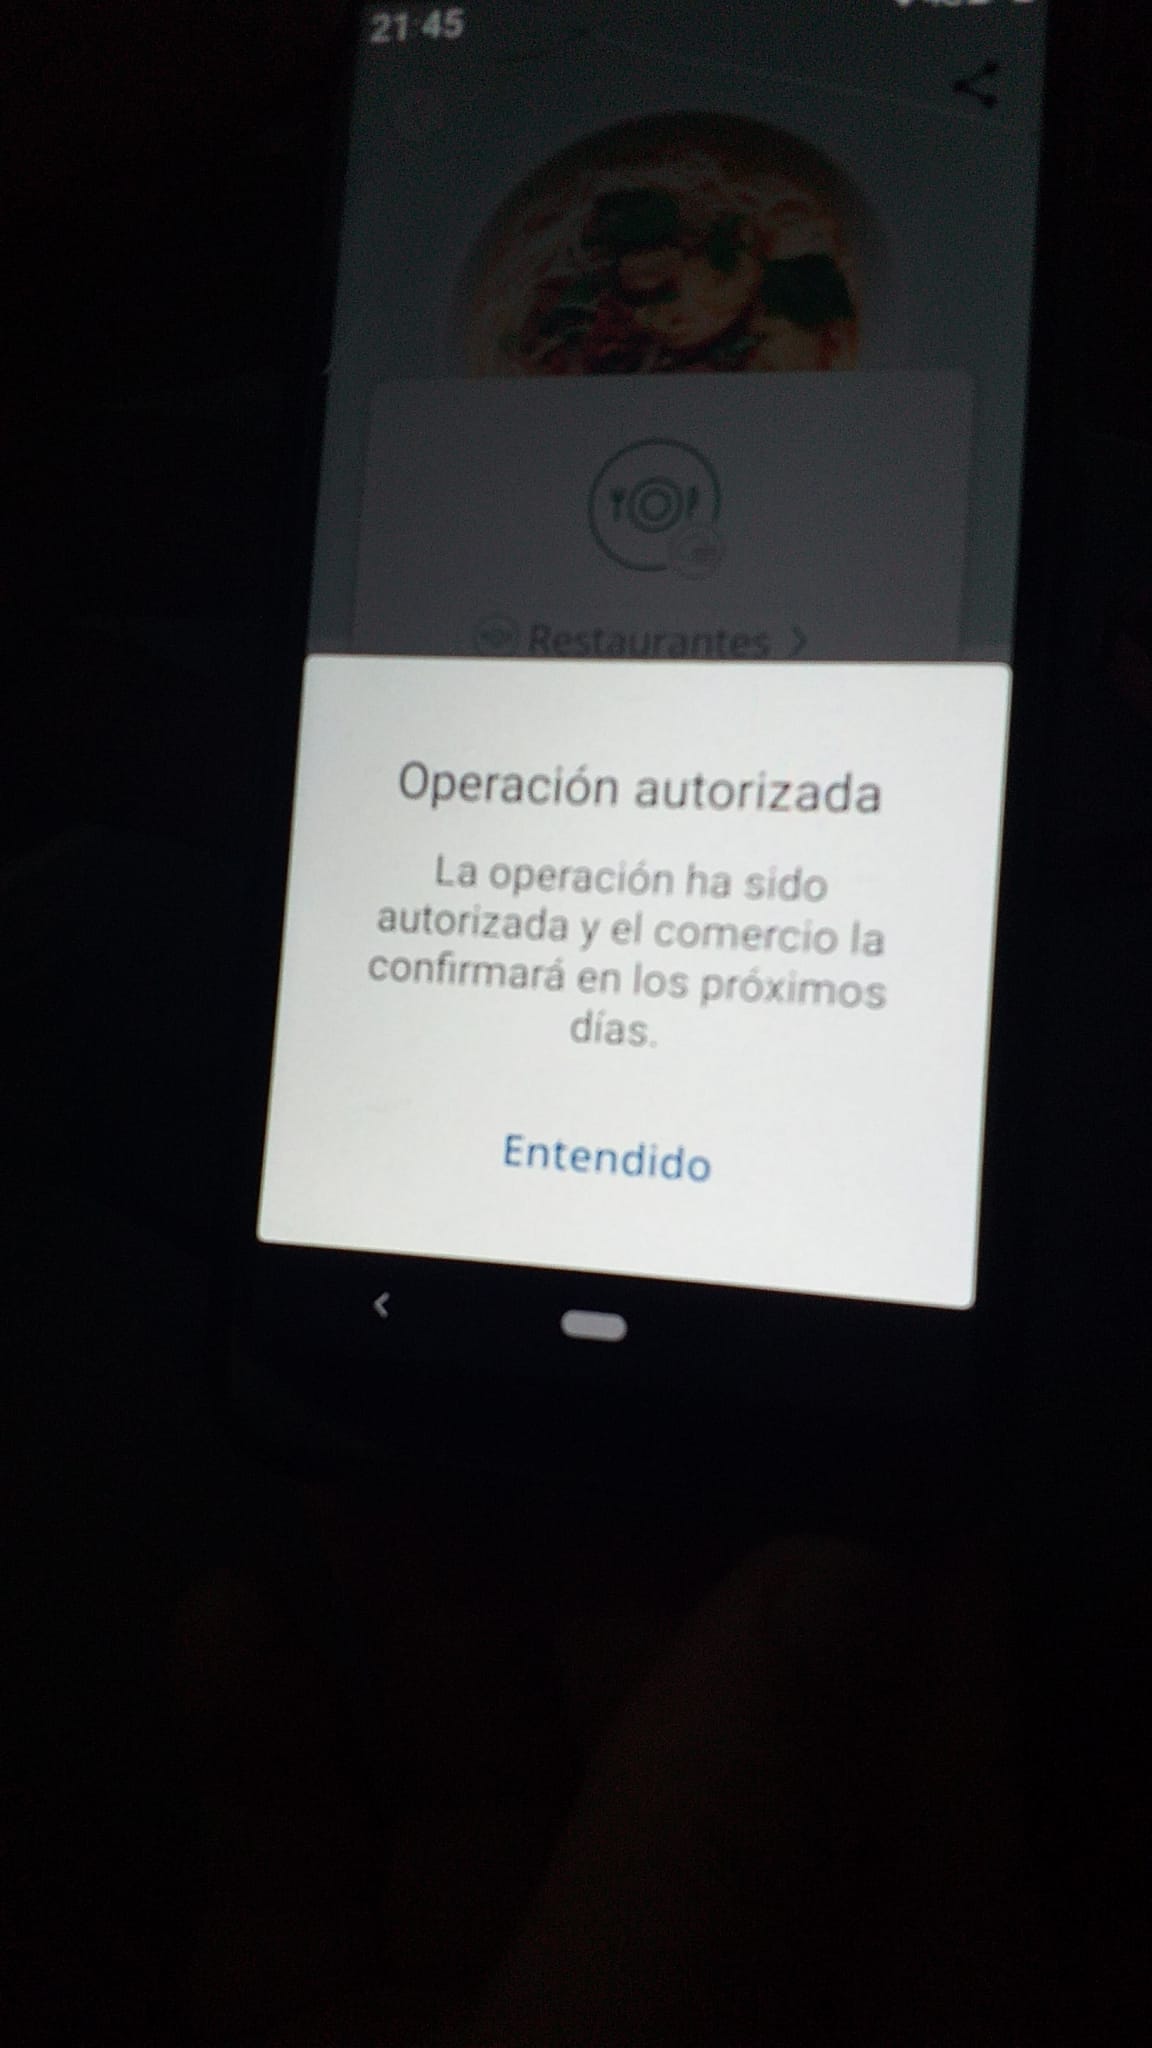 21:45
Restaurantes
Operación autorizada
La operación ha sido
autorizada y el comercio la
confirmará en los próximos
días.
Entendido